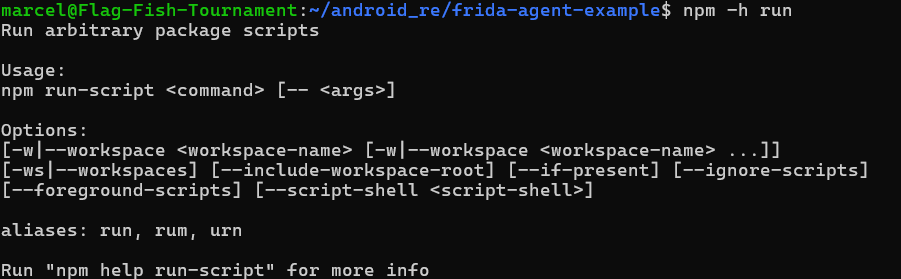 marcel@Flag-Fish-Tournament:~/android_re/frida-agent-example$ npm -h run
Run arbitrary package scripts
Usage:
npm run-script <command> [-- <args>]
Options:
[-w|--workspace <workspace-name> [-w|--workspace <workspace-name> ...]]
[-ws|--workspaces] [--include-workspace-root] [--if-present] [--ignore-scripts]
[--foreground-scripts] [--script-shell <script-shell>]
aliases: run, rum, urn
Run "npm help run-script" for more info